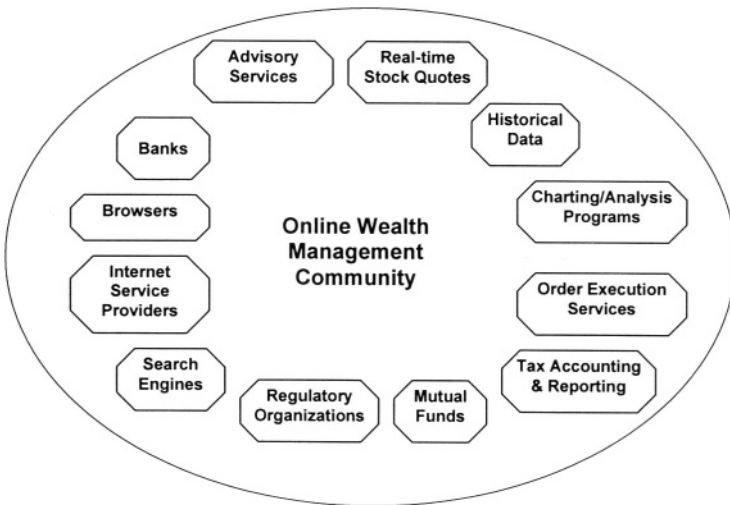 Advisory
Services
Real-time
Stock Quotes
Historical
Data
Banks
Charting/Analysis
Programs
Browsers
Online Wealth
Management
Community
Internet
Service
Providers
Order Execution
Services
Search
Engines
Tax Accounting
& Reporting
Regulatory
Organizations
Mutual
Funds